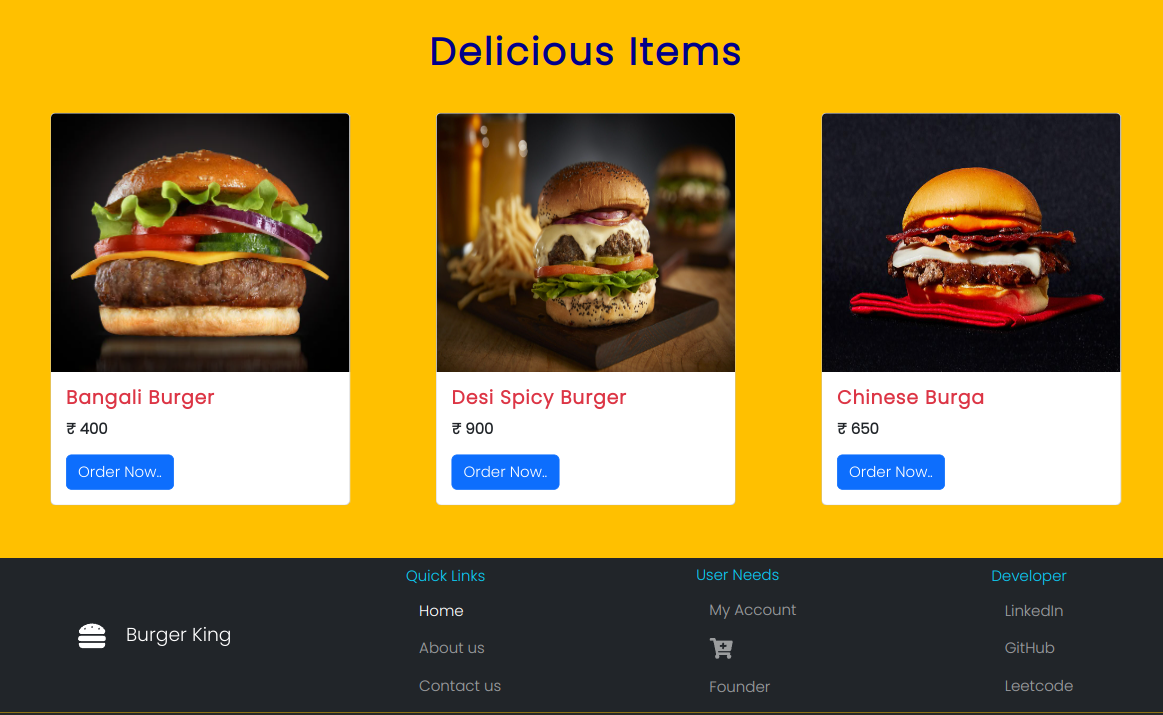 Delicious Items
Bangali Burger
₹ 400
Order Now..
Desi Spicy Burger
₹ 900
Order Now..
Chinese Burga
₹ 650
Order Now..
Burger King
Quick Links
Home
About us
Contact us
User Needs
My Account
Founder
Developer
LinkedIn
GitHub
Leetcode